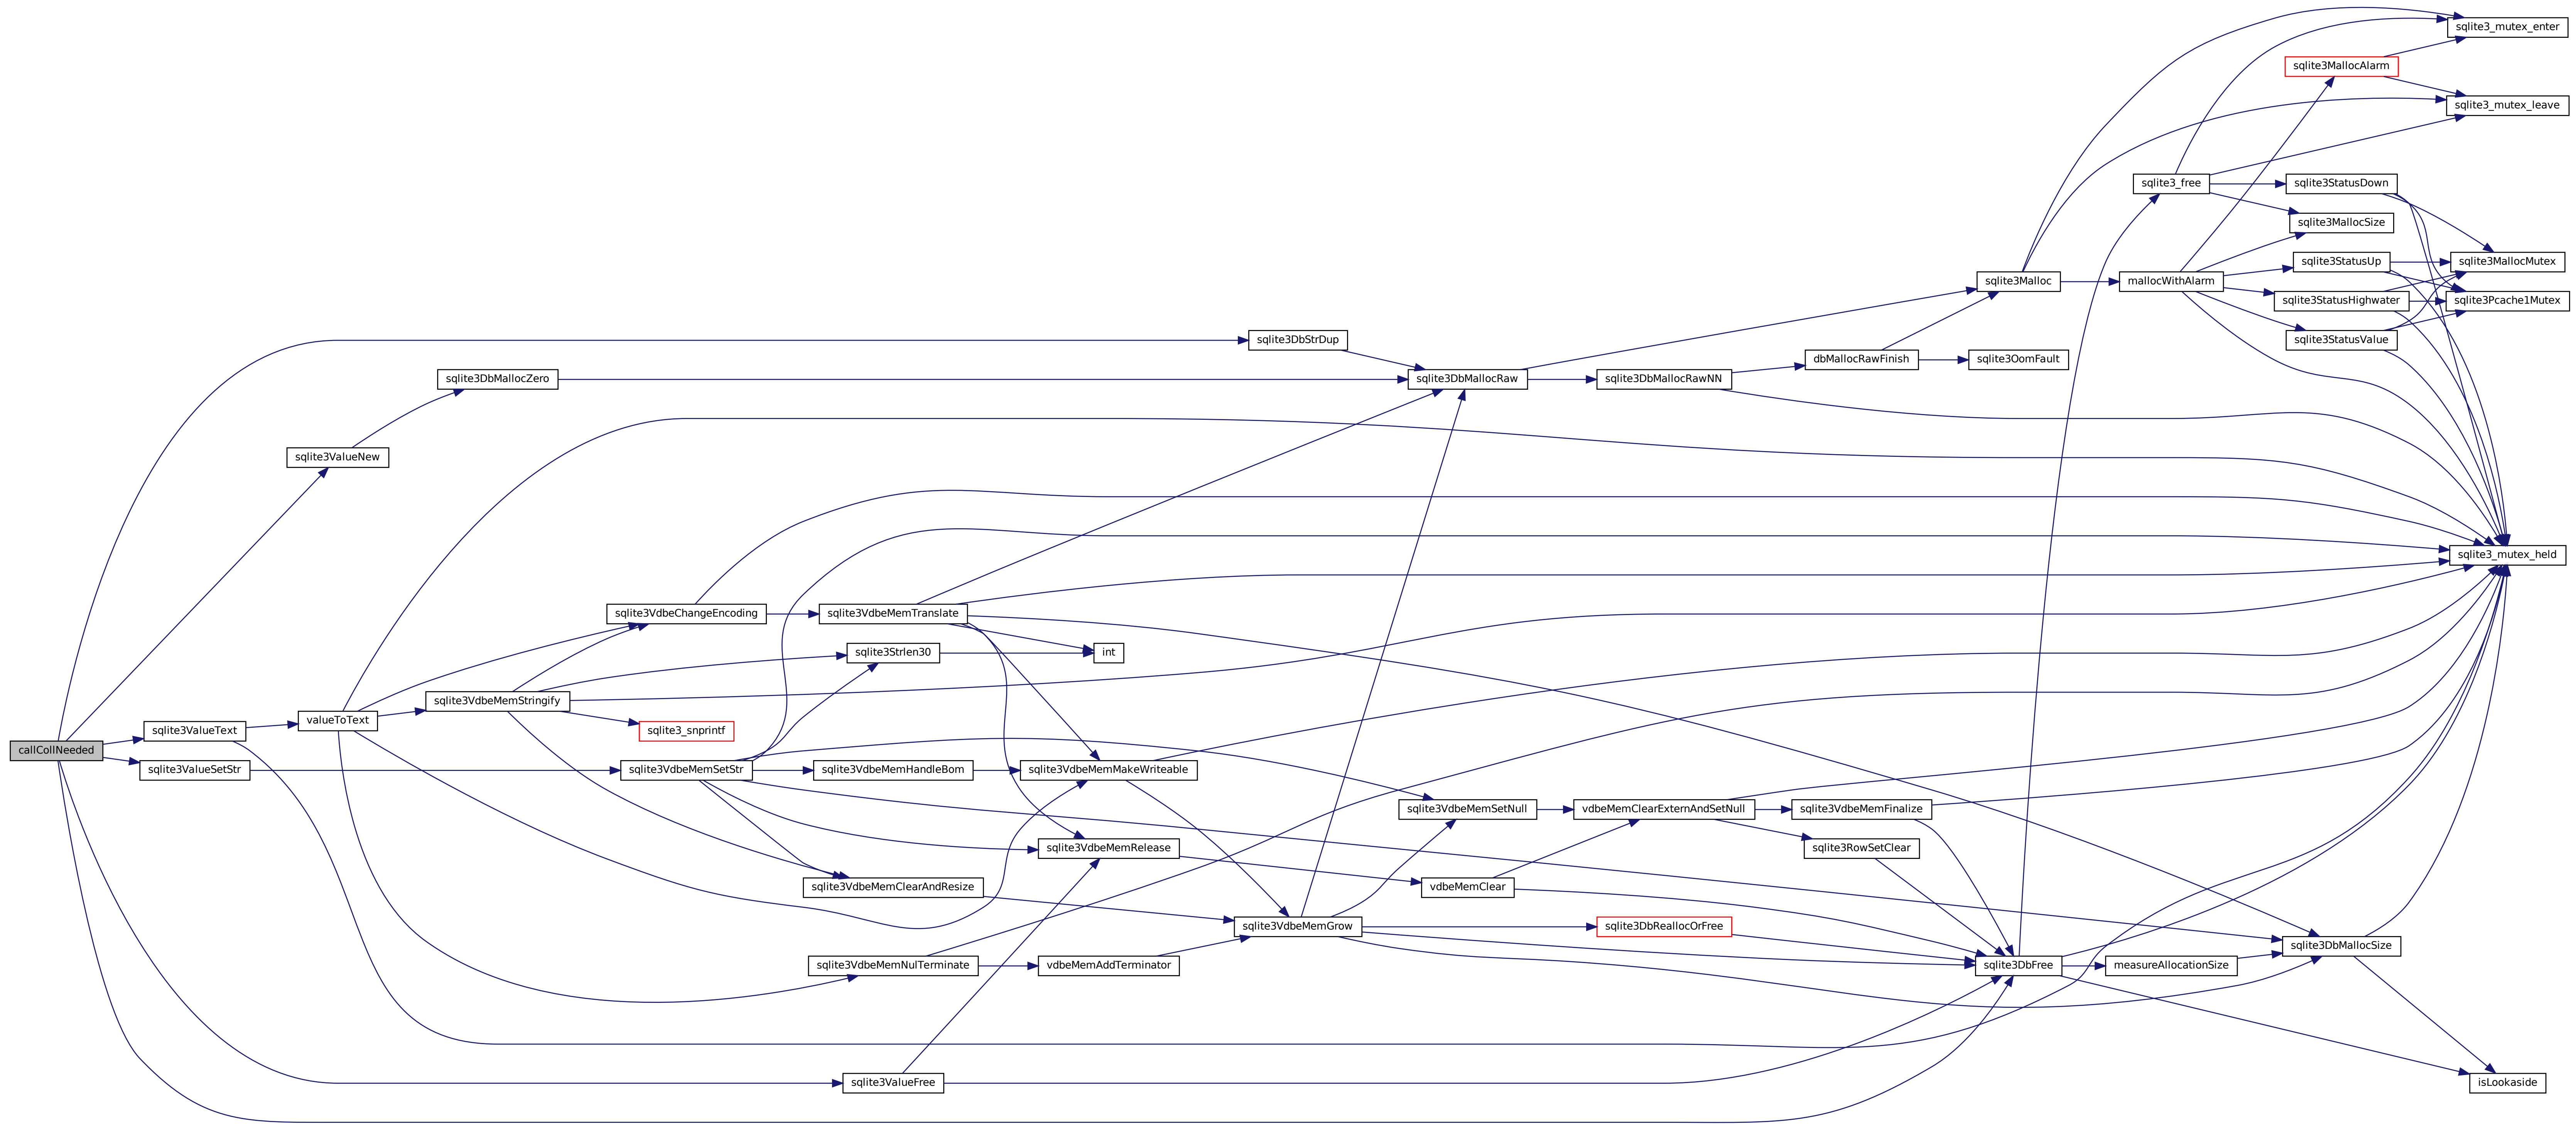 callCollNeeded
sqlite3ValueText
sqlite3ValueSetStr
sqlite3ValueNew
valueToText
sqlite3DbMallocZero
sqlite3VdbeMemStringify
sqlite3VdbeChangeEncoding
sqlite3_snprintf
sqlite3VdbeMemSetStr
sqlite3VdbeMemTranslate
sqlite3Strlen30
sqlite3VdbeMemHandleBom
sqlite3VdbeMemClearAndResize
sqlite3VdbeMemNulTerminate
sqlite3ValueFree
int
sqlite3VdbeMemMakeWriteable
sqlite3VdbeMemRelease
vdbeMemAddTerminator
sqlite3DbStrDup
sqlite3VdbeMemGrow
sqlite3DbMallocRaw
sqlite3VdbeMemSetNull
vdbeMemClear
sqlite3DbMallocRawNN
vdbeMemClearExternAndSetNull
sqlite3DbReallocOrFree
dbMallocRawFinish
sqlite3VdbeMemFinalize
sqlite3RowSetClear
sqlite3Malloc
sqlite3OomFault
sqlite3DbFree
sqlite3_free
mallocWithAlarm
measureAllocationSize
sqlite3MallocAlarm
sqlite3StatusDown
sqlite3MallocSize
sqlite3StatusUp
sqlite3StatusHighwater
sqlite3StatusValue
sqlite3DbMallocSize
sqlite3_mutex_enter
sqlite3_mutex_leave
sqlite3MallocMutex
sqlite3Pcache1Mutex
sqlite3_mutex_held
isLookaside